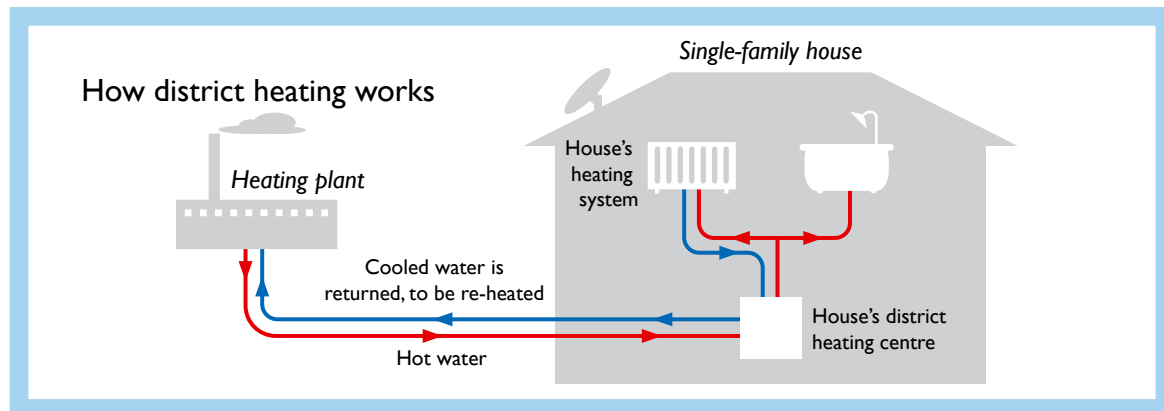 How district heating works
Single-family house
House's
heating
system
Heating plant
Cooled water is
returned, to be re-heated
Hot water
House's district
heating centre